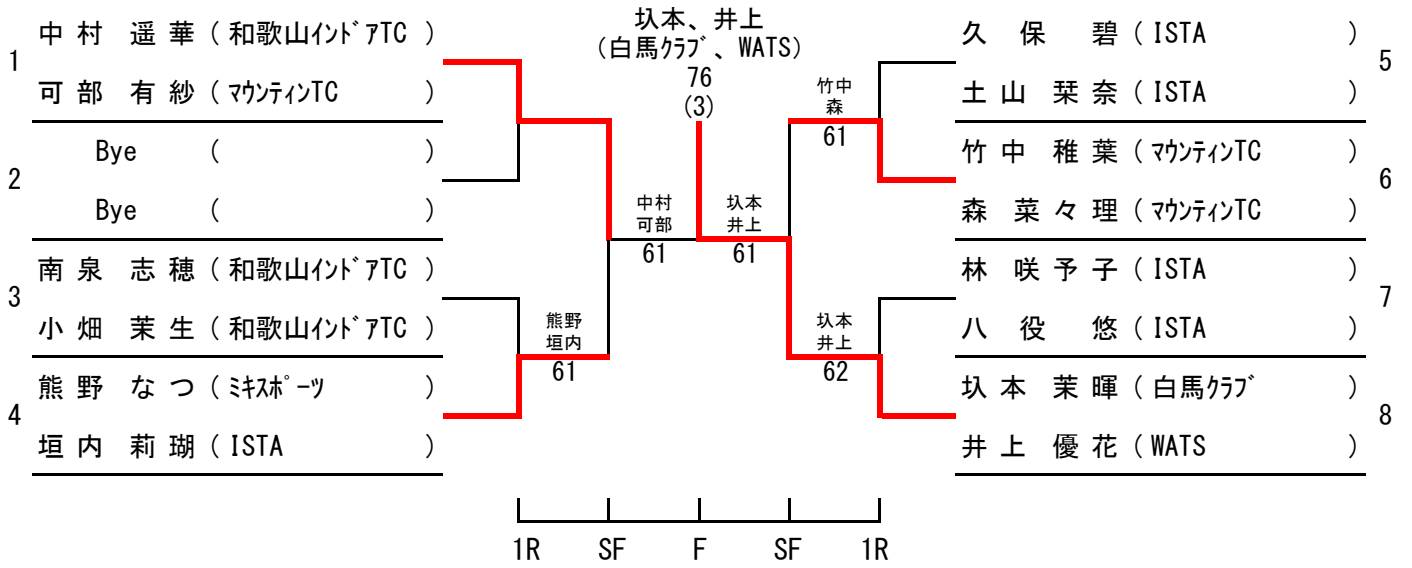 1
中村 遥華 ( 和歌山ｲﾝﾄﾞｱTC )
可部 有紗 ( ﾏｳﾝﾃｨﾝTC )
2
Bye ( )
Bye ( )
3
南泉 志穂 ( 和歌山ｲﾝﾄﾞｱTC )
小畑 茉生 ( 和歌山ｲﾝﾄﾞｱTC )
4
熊野 なつ ( ﾐｷｽﾎﾟｰﾂ )
垣内 莉瑚 ( ISTA )
圦本、井上
(白馬ｸﾗﾌﾞ、WATS)
76
(3)
中村
可部
61
圦本
井上
61
熊野
垣内
61
竹中
森
61
圦本
井上
62
久保 碧 ( ISTA )
土山 栞奈 ( ISTA )
5
竹中 稚葉 ( ﾏｳﾝﾃｨﾝTC )
森 菜々理 ( ﾏｳﾝﾃｨﾝTC )
6
林 咲予子 ( ISTA )
八役 悠 ( ISTA )
7
圦本 茉暉 ( 白馬ｸﾗﾌﾞ )
井上 優花 ( WATS )
8
1R SF F SF 1R